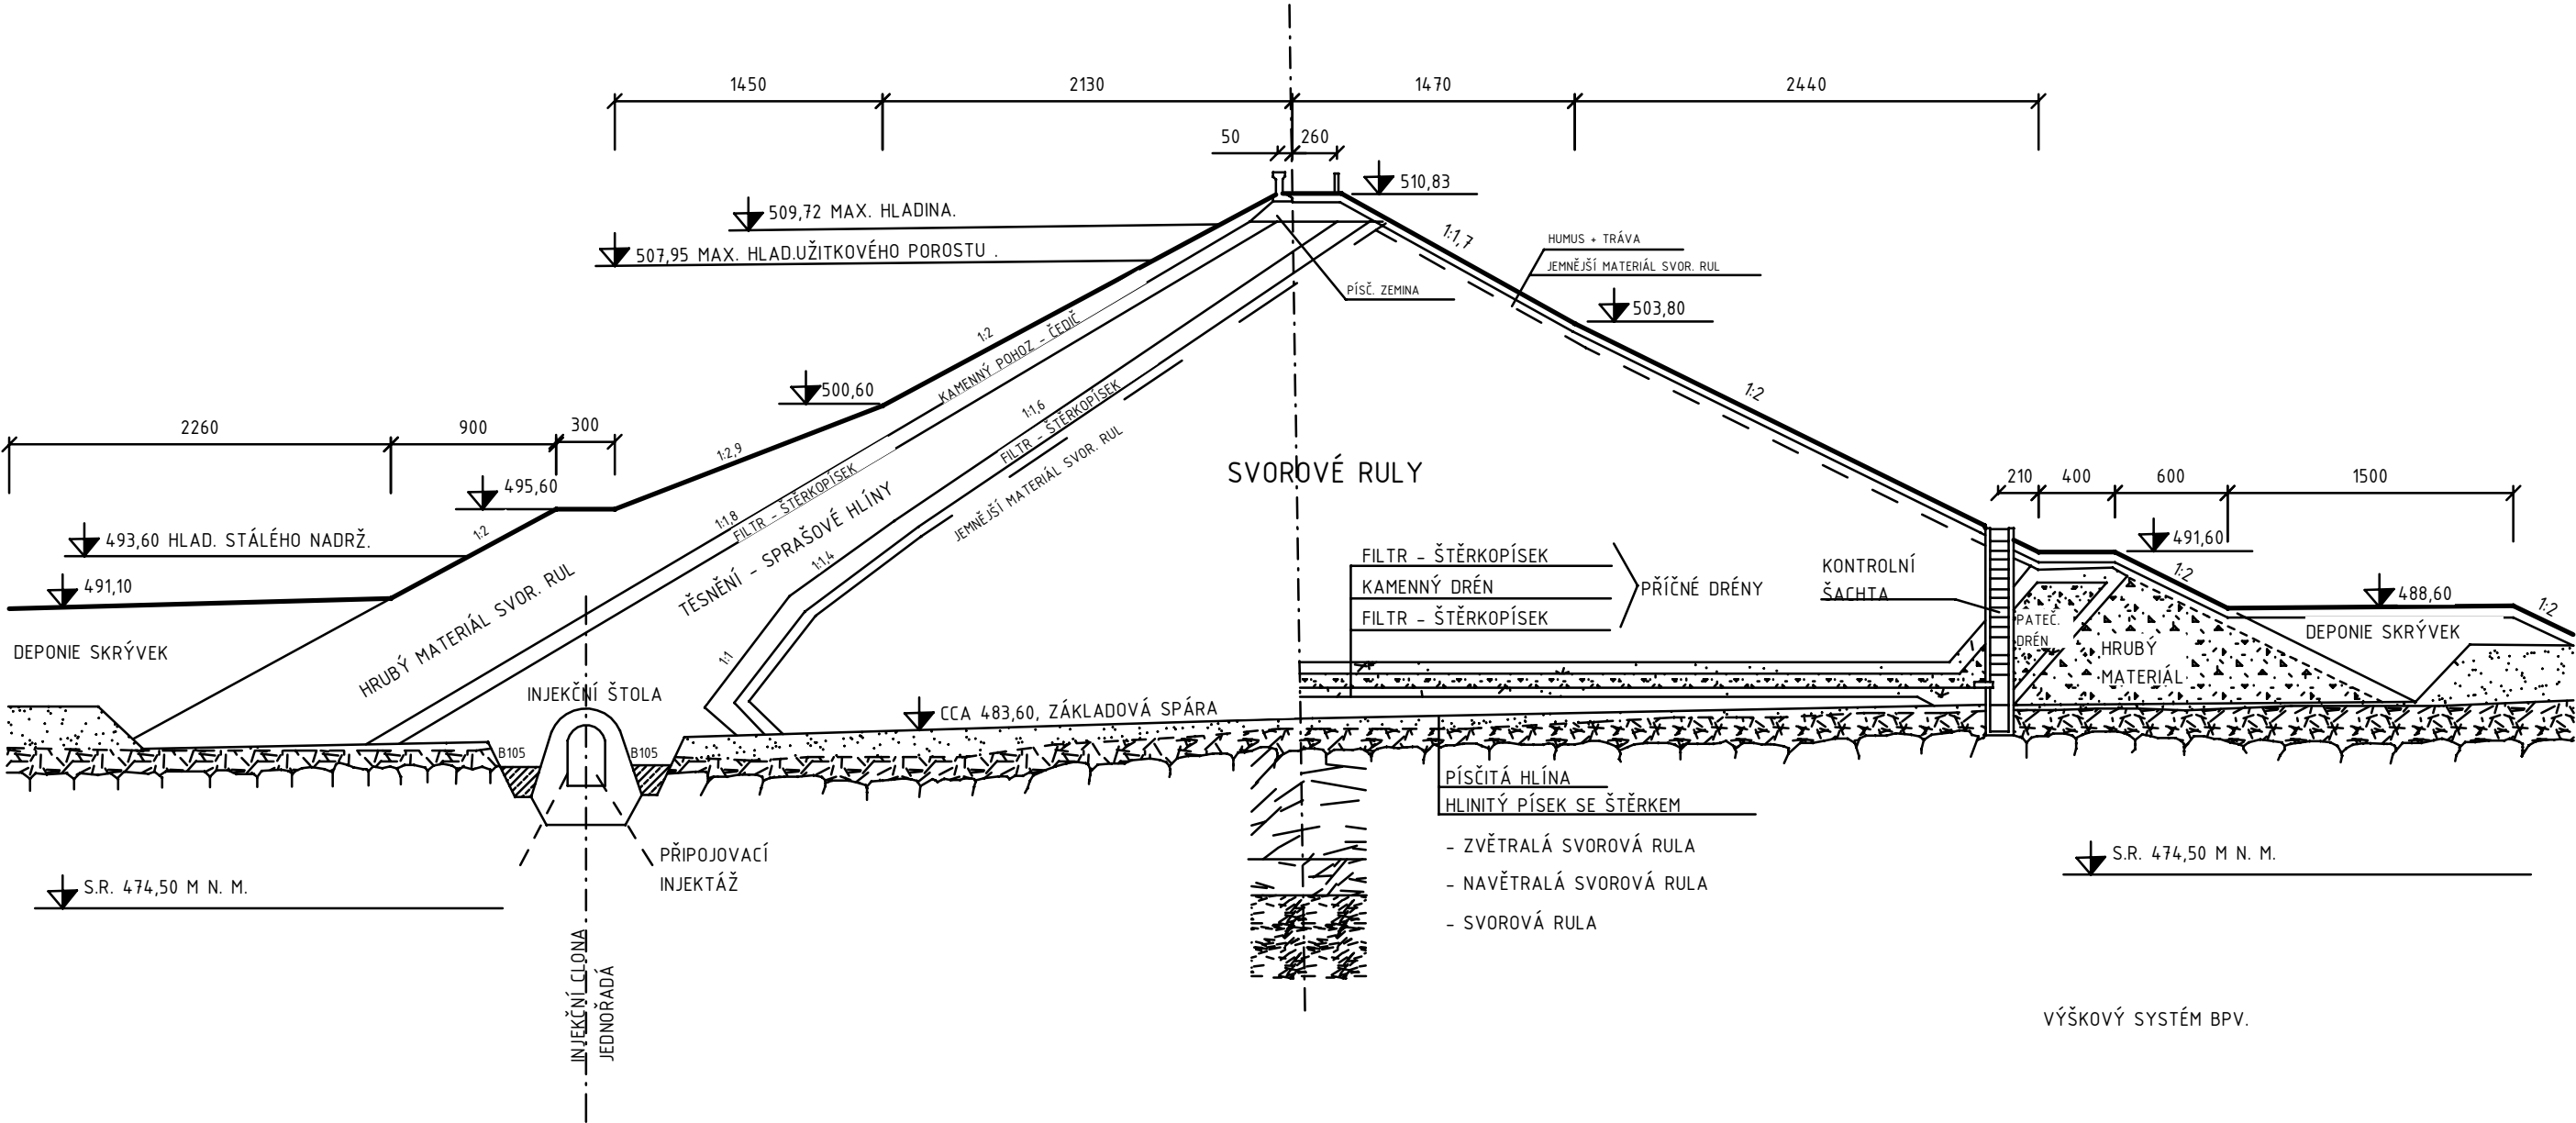 1450
2130
1470
2440
50
260
510,83
509,72 MAX. HLADINA.
507,95 MAX. HLAD.UŽITKOVÉHO POROSTU .
1:1,7
HUMUS + TRÁVA
JEMNĚJŠÍ MATERIÁL SVOR. RUL
PÍSČ. ZEMINA
503,80
1:2
KAMENNÝ POHOZ - ČEDIČ
500,60
1:2
1:1,6
FILTR - ŠTĚRKOPÍSEK
2260
900
300
1:2,9
JEMNĚJŠÍ MATERIÁL SVOR. RUL
SVOROVÉ RULY
495,60
1:2
1:1,8
FILTR - ŠTĚRKOPÍSEK
TĚSNĚNÍ - SPRAŠOVÉ HLÍNY
1:1,4
210
400
600
1500
493,60 HLAD. STÁLÉHO NADRŽ.
491,10
491,60
1:2
FILTR - ŠTĚRKOPÍSEK
KAMENNÝ DRÉN
FILTR - ŠTĚRKOPÍSEK
PŘÍČNÉ DRÉNY
KONTROLNÍ
ŠACHTA
488,60
1:2
DEPONIE SKRÝVEK
HRUBÝ MATERIÁL SVOR. RUL
1:1
PATEČ.
DRÉN
HRUBÝ
MATERIÁL
DEPONIE SKRÝVEK
INJEKČNÍ ŠTOLA
CCA 483,60, ZÁKLADOVÁ SPÁRA
B105
B105
PÍSČITÁ HLÍNA
HLINITÝ PÍSEK SE ŠTĚRKEM
- ZVĚTRALÁ SVOROVÁ RULA
- NAVĚTRALÁ SVOROVÁ RULA
- SVOROVÁ RULA
PŘIPOJOVACÍ
INJEKTÁŽ
S.R. 474,50 M N. M.
S.R. 474,50 M N. M.
INJEKČNÍ CLONA
JEDNOŘADÁ
VÝŠKOVÝ SYSTÉM BPV.